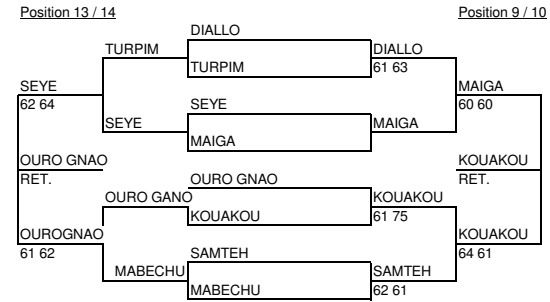 Position 13 / 14 Position 9 / 10
DIALLO
TURPIM DIALLO
TURPIM 61 63
SEYE MAIGA
62 64 SEYE 60 60
SEYE MAIGA
MAIGA
OURO GNAO KOUAKOU
RET. OURO GNAO RET.
OURO GANO KOUAKOU
KOUAKOU 61 75
OUROGNAO KOUAKOU
61 62 SAMTEH 64 61
MABECHU SAMTEH
MABECHU 62 61